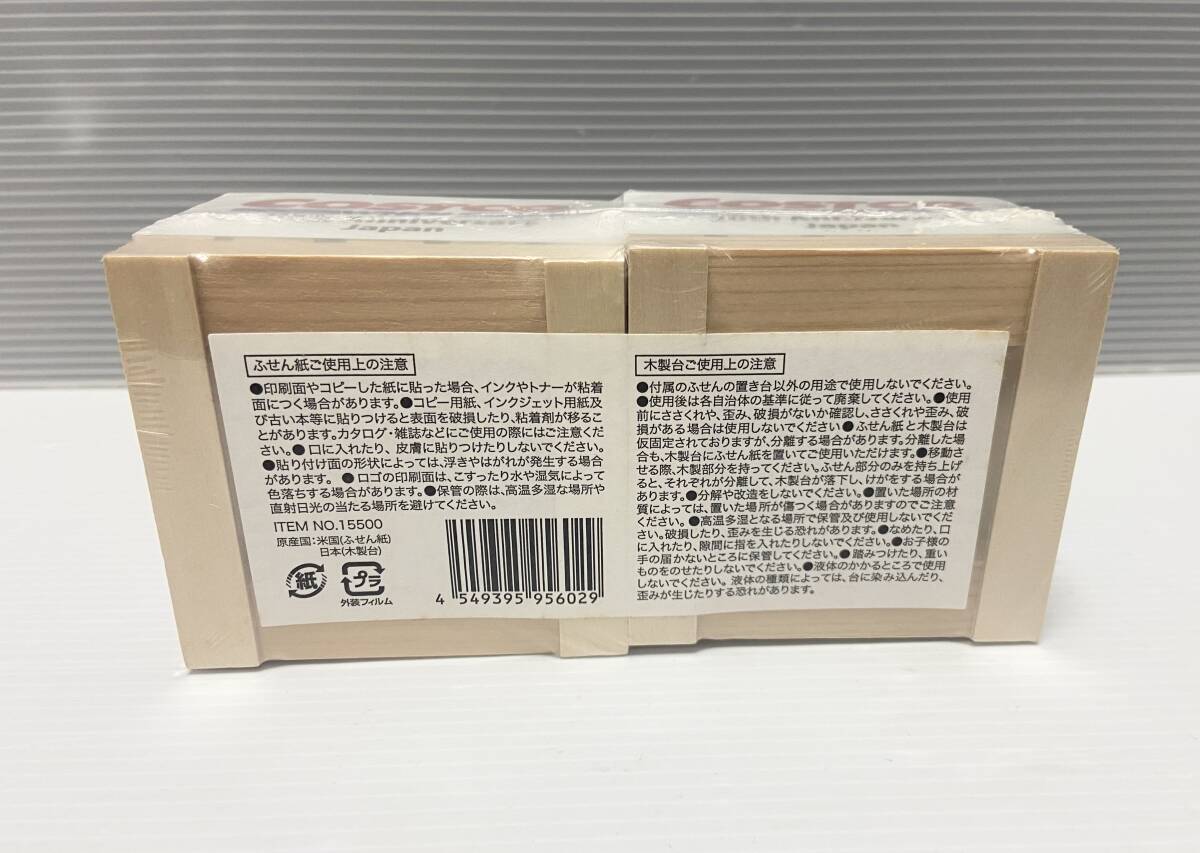 COSTCO
Japan
COSTCO
Japan
ふせん紙ご使用上の注意
●印刷面やコピーした紙に貼った場合、インクやトナーが粘着
面につく場合があります。●コピー用紙、インクジェット用紙及
び古い本等に貼りつけると表面を破損したり、粘着剤が移るこ
とがあります。カタログ・雑誌などにご使用の際にはご注意くだ
さい。●口に入れたり、皮膚に貼りつけたりしないでください。
●貼り付け面の形状によっては、浮きやはがれが発生する場合
があります。 ●ロゴの印刷面は、こすったり水や湿気によって
色落ちする場合があります。●保管の際は、高温多湿な場所や
直射日光の当たる場所を避けてください。
ITEM NO.15500
原産国:米国(ふせん紙)
日本(木製台)
紙
プラ
外装フィルム
4 549395 956029
木製台ご使用上の注意
●付属のふせんの置き台以外の用途で使用しないでください。
●使用後は各自治体の基準に従って廃棄してください。●使用
前にささくれや、歪み、破損がないか確認し、ささくれや歪み、破
損がある場合は使用しないでください●ふせん紙と木製台は
仮固定されておりますが、分離する場合があります。分離した場
合も、木製台にふせん紙を置いてご使用いただけます。●移動さ
せる際、木製部分を持ってください。ふせん部分のみを持ち上げ
ると、それぞれが分離して、木製台が落下し、けがをする場合が
あります。●分解や改造をしないでください。●置いた場所の材
質によっては、置いた場所が傷つく場合がありますのでご注意
ください。●高温多湿となる場所で保管及び使用しないでくだ
さい。破損したり、歪みを生じる恐れがあります。●なめたり、口
に入れたり、隙間に指を入れたりしないでください。●お子様の
手の届かないところに保管してください。●踏みつけたり、重い
ものをのせたりしないでください。●液体のかかるところで使用
しないでください。液体の種類によっては、台に染み込んだり、
歪みが生じたりする恐れがあります。